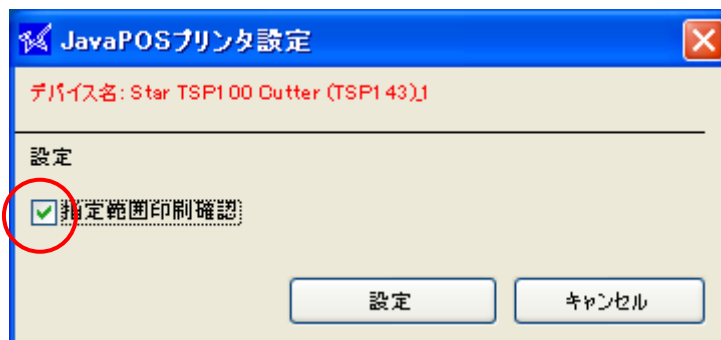 JavaPOSプリンタ設定
デバイス名: Star TSP100 Cutter (TSP143)_1
設定
指定範囲印刷確認
設定 キャンセル